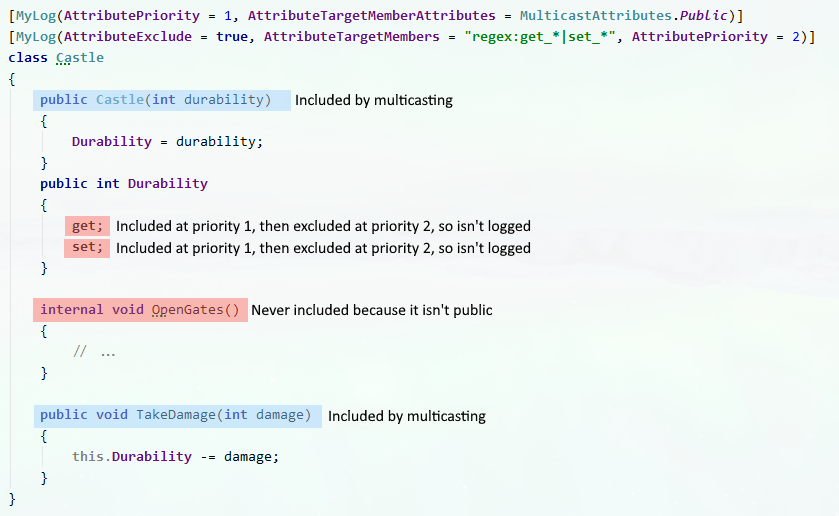 [MyLog(AttributePriority = 1, AttributeTargetMemberAttributes = MulticastAttributes.Public)]
[MyLog(AttributeExclude = true, AttributeTargetMembers = "regex:get_*|set_*", AttributePriority = 2)]
class Castle
{
public Castle(int durability) Included by multicasting
{
Durability = durability;
}
public int Durability
{
get; Included at priority 1, then excluded at priority 2, so isn't logged
set; Included at priority 1, then excluded at priority 2, so isn't logged
}
internal void OpenGates() Never included because it isn't public
{
// ...
}
public void TakeDamage(int damage) Included by multicasting
{
this.Durability -= damage;
}
}